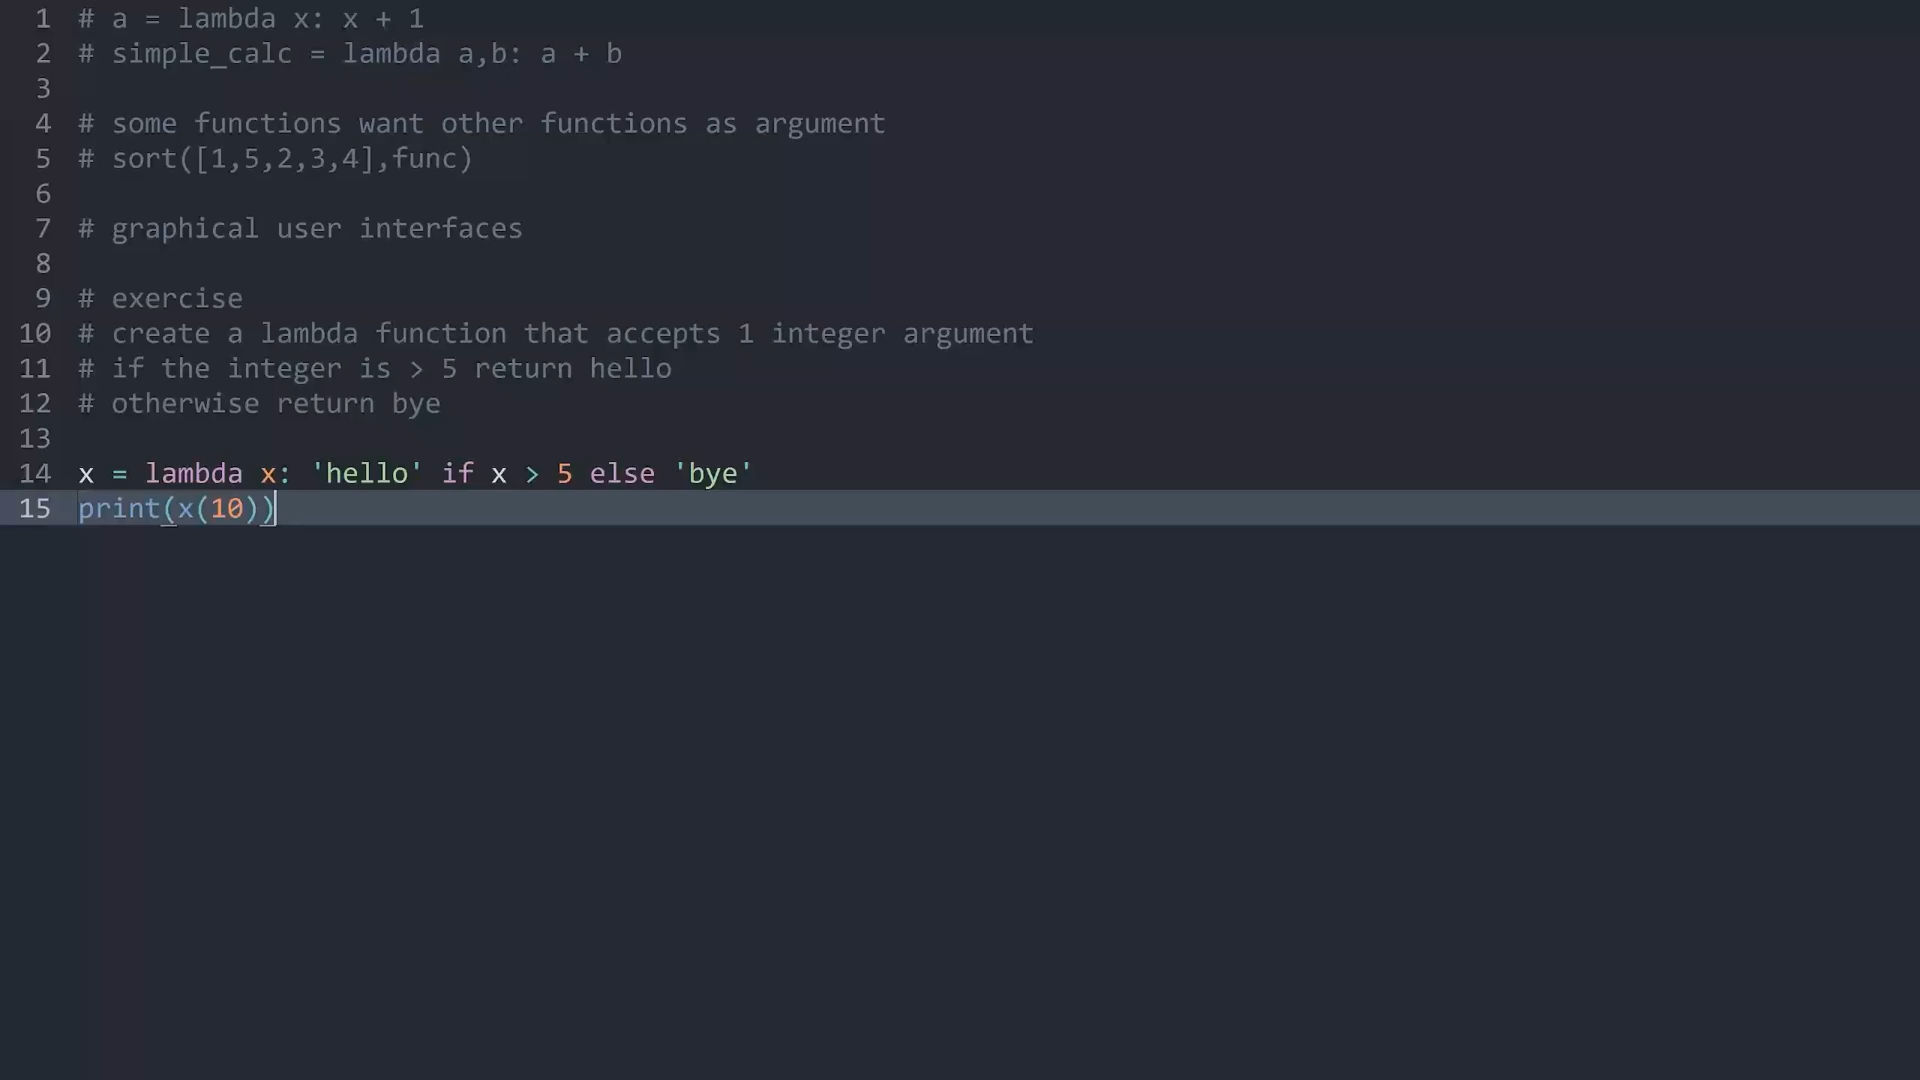 1 # a = lambda x: x + 1
2 # simple_calc = lambda a,b: a + b
3
4 # some functions want other functions as argument
5 # sort([1,5,2,3,4],func)
6
7 # graphical user interfaces
8
9 # exercise
10 # create a lambda function that accepts 1 integer argument
11 # if the integer is > 5 return hello
12 # otherwise return bye
13
14 x = lambda x: 'hello' if x > 5 else 'bye'
15 print(x(10))